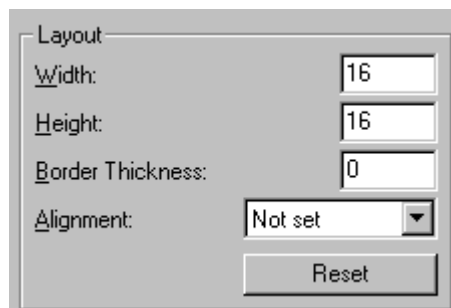 Layout
Width: 16
Height: 16
Border Thickness: 0
Alignment: Not set
Reset